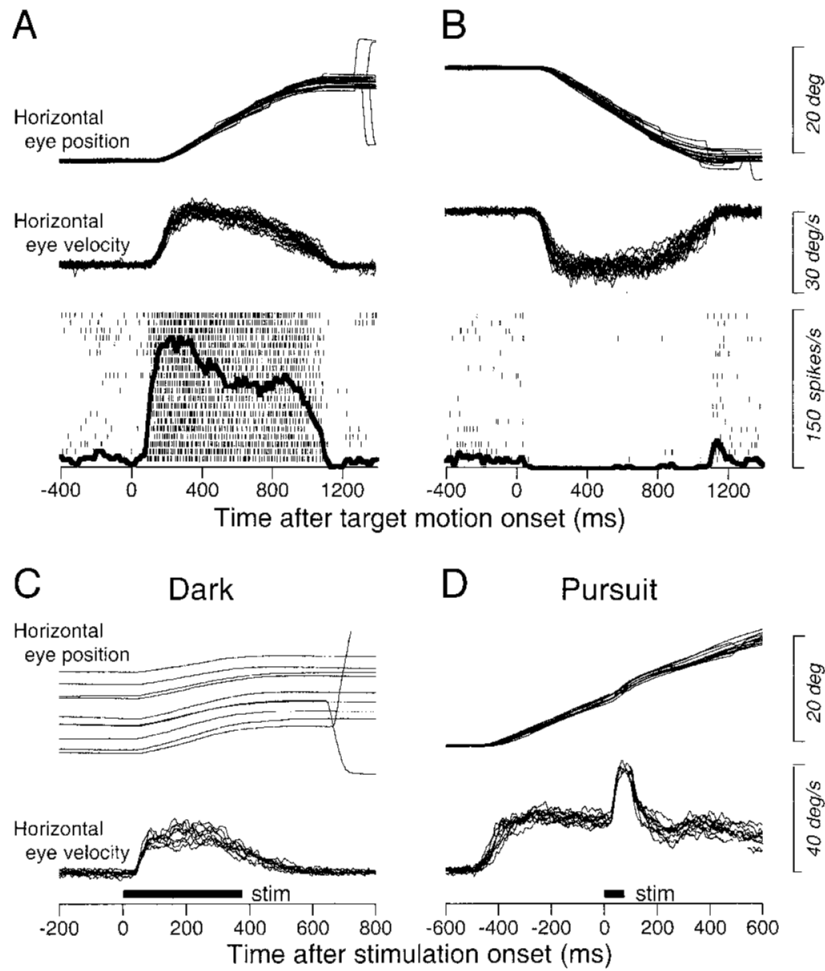 A
B
Horizontal
eye position
20 deg
Horizontal
eye velocity
30 deg/s
150 spikes/s
-400 0 400 800 1200
-400 0 400 800 1200
Time after target motion onset (ms)
C Dark
D Pursuit
Horizontal
eye position
20 deg
Horizontal
eye velocity
40 deg/s
stim
stim
-200 0 200 400 600 800
-600 -400 -200 0 200 400 600
Time after stimulation onset (ms)